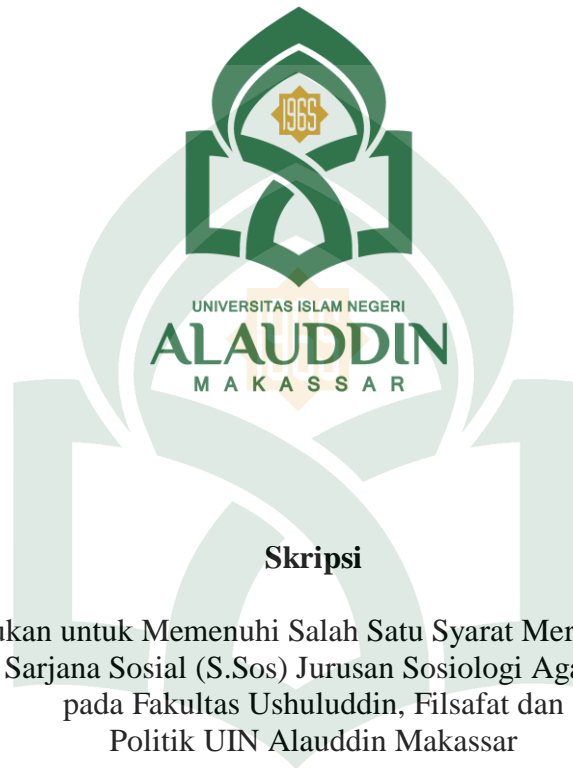 1965
UNIVERSITAS ISLAM NEGERI
ALAUDDIN
MAKASSAR
Skripsi
untuk Memenuhi Salah Satu Syarat
Sarjana Sosial (S.Sos) Jurusan Sosiologi
pada Fakultas Ushuluddin, Filsafat dan
Politik UIN Alauddin Makassar